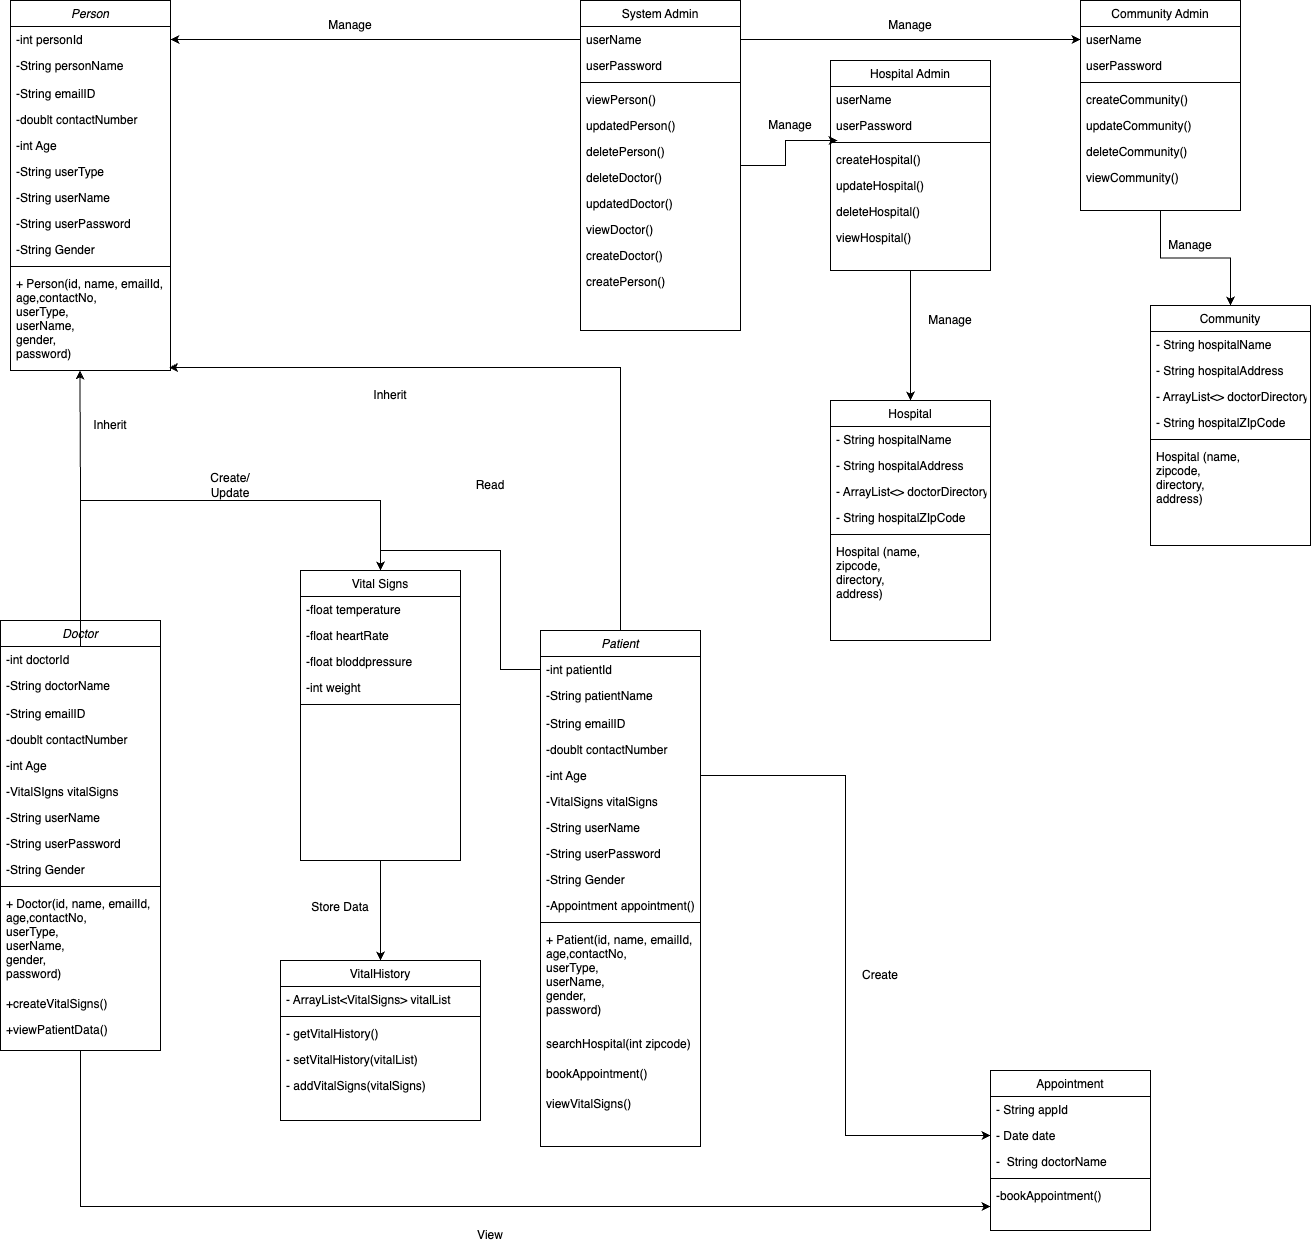 Person
-int personId
-String personName
-String emailID
-doublt contactNumber
-int Age
-String userType
-String userName
-String userPassword
-String Gender
+ Person(id, name, emailId,
age,contactNo,
userType,
userName,
gender,
password)
Manage
System Admin
userName
userPassword
viewPerson()
updatedPerson()
deletePerson()
deleteDoctor()
updatedDoctor()
viewDoctor()
createDoctor()
createPerson()
Manage
Manage
Hospital Admin
userName
userPassword
createHospital()
updateHospital()
deleteHospital()
viewHospital()
Community Admin
userName
userPassword
createCommunity()
updateCommunity()
deleteCommunity()
viewCommunity()
Manage
Manage
Community
- String hospitalName
- String hospitalAddress
- ArrayList<> doctorDirectory
- String hospitalZIpCode
Hospital (name,
zipcode,
directory,
address)
Hospital
- String hospitalName
- String hospitalAddress
- ArrayList<> doctorDirectory
- String hospitalZIpCode
Hospital (name,
zipcode,
directory,
address)
Inherit
Inherit
Create/
Update
Read
Doctor
-int doctorId
-String doctorName
-String emailID
-doublt contactNumber
-int Age
-VitalSIgns vitalSigns
-String userName
-String userPassword
-String Gender
+ Doctor(id, name, emailId,
age,contactNo,
userType,
userName,
gender,
password)
+createVitalSigns()
+viewPatientData()
Vital Signs
-float temperature
-float heartRate
-float bloddpressure
-int weight
Store Data
VitalHistory
- ArrayList<VitalSigns> vitalList
- getVitalHistory()
- setVitalHistory(vitalList)
- addVitalSigns(vitalSigns)
Patient
-int patientId
-String patientName
-String emailID
-doublt contactNumber
-int Age
-VitalSigns vitalSigns
-String userName
-String userPassword
-String Gender
-Appointment appointment()
+ Patient(id, name, emailId,
age,contactNo,
userType,
userName,
gender,
password)
searchHospital(int zipcode)
bookAppointment()
viewVitalSigns()
Create
Appointment
- String appId
- Date date
- String doctorName
-bookAppointment()
View